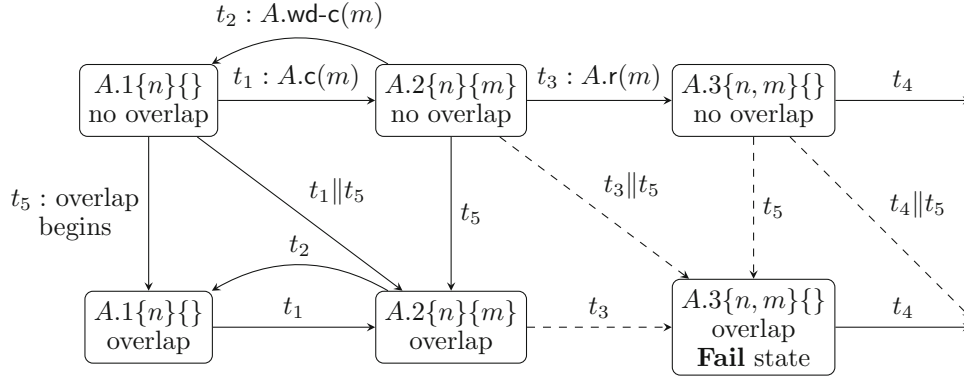 t₂ : A.wd-c(m)
A.1{n}{}
no overlap
t₁ : A.c(m)
A.2{n}{m}
no overlap
t₃ : A.r(m)
A.3{n, m}{}
no overlap
t₄
t₅ : overlap
begins
t₁∥t₅
t₅
t₃∥t₅
t₅
t₄∥t₅
t₂
A.1{n}{}
overlap
t₁
A.2{n}{m}
overlap
t₃
A.3{n, m}{}
overlap
Fail state
t₄